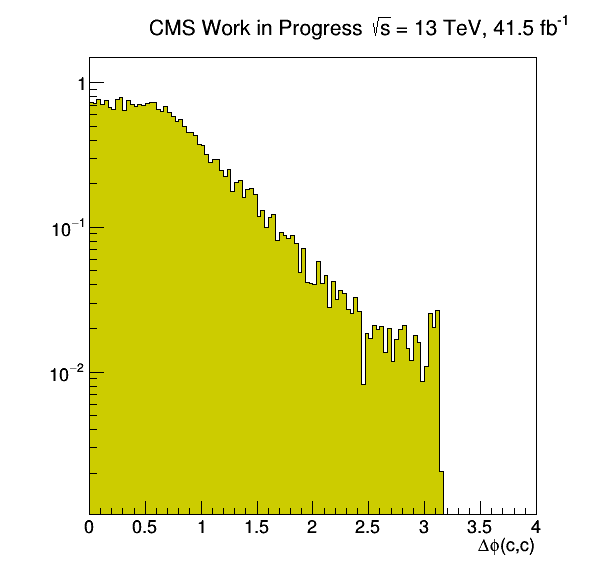 CMS Work in Progress √s = 13 TeV, 41.5 fb⁻¹
1
10⁻¹
10⁻²
0 0.5 1 1.5 2 2.5 3 3.5 4
Δϕ(c,c)